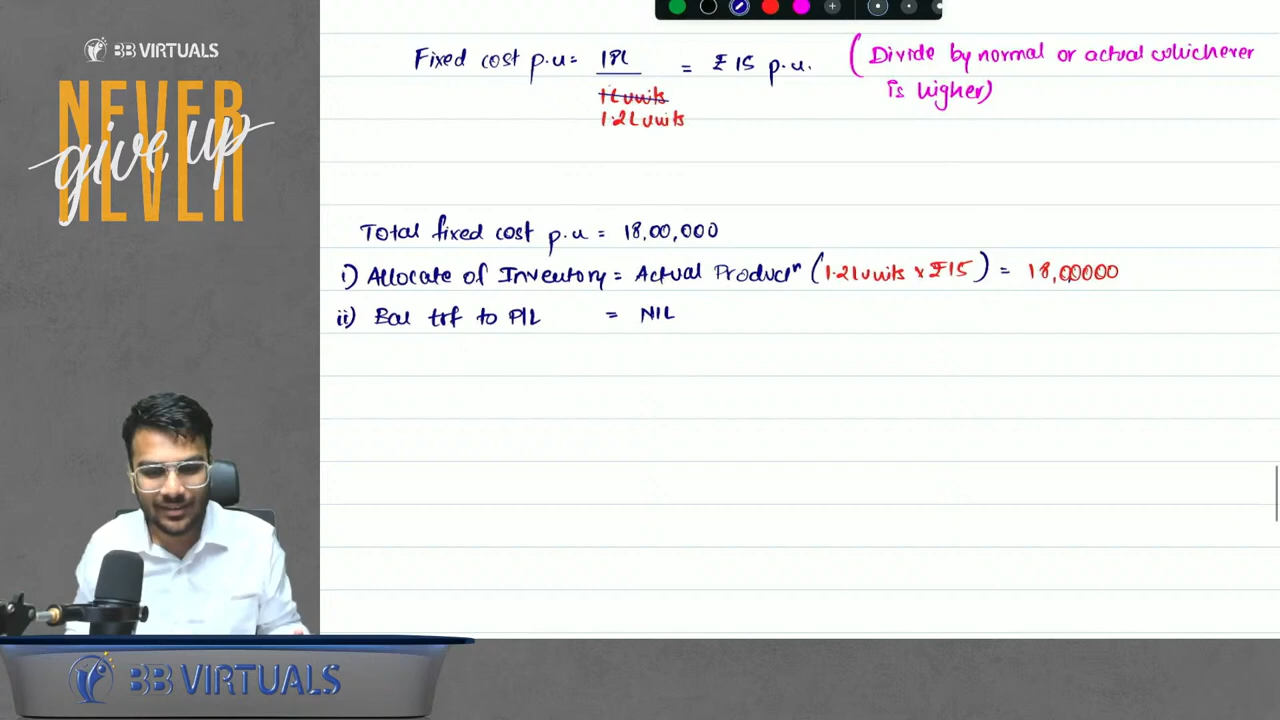 BB VIRTUALS
NEVER
give up
NEVER
Fixed cost p.u = 18L = ₹15 p.u. (Divide by normal or actual whichever
1L units
is higher)
1.2L units
Total fixed cost p.u = 18,00,000
i) Allocate of Inventory = Actual Productn (1.2L units x ₹15) = 18,00000
ii) Bal trf to P/L = NIL
BB VIRTUALS